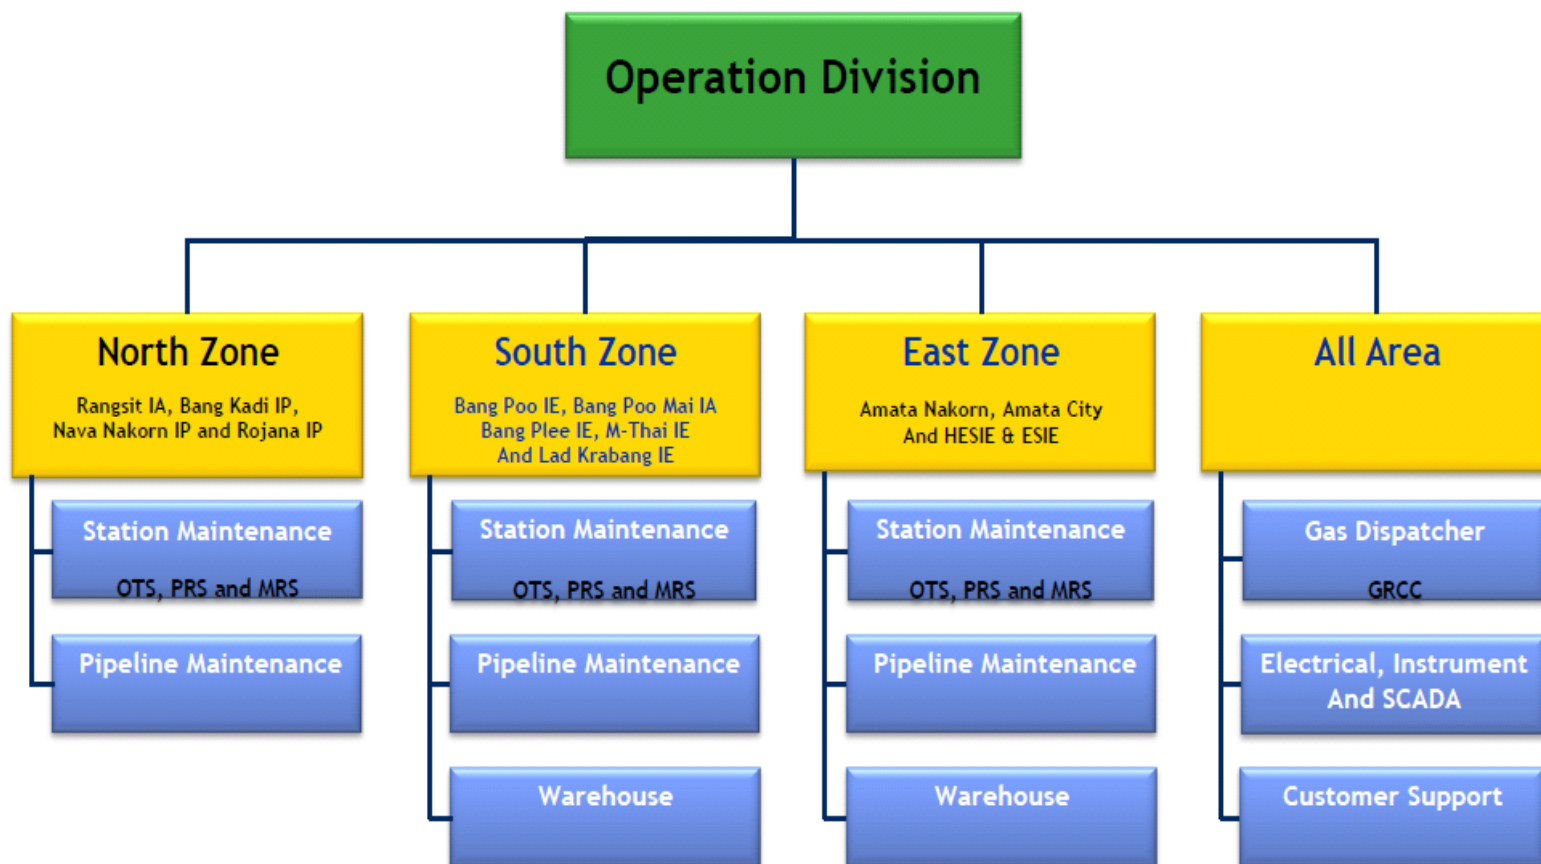 Operation Division
North Zone
Rangsit IA, Bang Kadi IP,
Nava Nakorn IP and Rojana IP
Station Maintenance
OTS, PRS and MRS
Pipeline Maintenance
South Zone
Bang Poo IE, Bang Poo Mai IA
Bang Plee IE, M-Thai IE
And Lad Krabang IE
Station Maintenance
OTS, PRS and MRS
Pipeline Maintenance
Warehouse
East Zone
Amata Nakorn, Amata City
And HESIE & ESIE
Station Maintenance
OTS, PRS and MRS
Pipeline Maintenance
Warehouse
All Area
Gas Dispatcher
GRCC
Electrical, Instrument
And SCADA
Customer Support